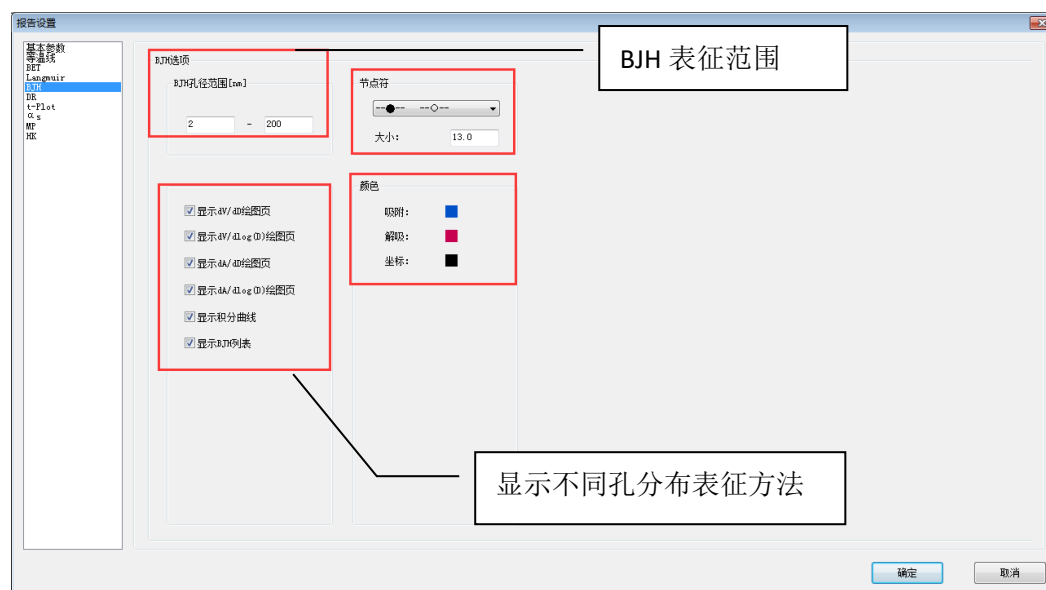 报告设置
基本参数
等温线
BET
Langmuir
BJH
DR
t-Plot
αs
MP
HK
BJH选项
BJH孔径范围[nm]
2 - 200
节点符
--●-- --○--
大小: 13.0
显示dV/dD绘图页
显示dV/dlog(D)绘图页
显示dA/dD绘图页
显示dA/dlog(D)绘图页
显示积分曲线
显示BJH列表
颜色
吸附:
解吸:
坐标:
BJH 表征范围
显示不同孔分布表征方法
确定
取消